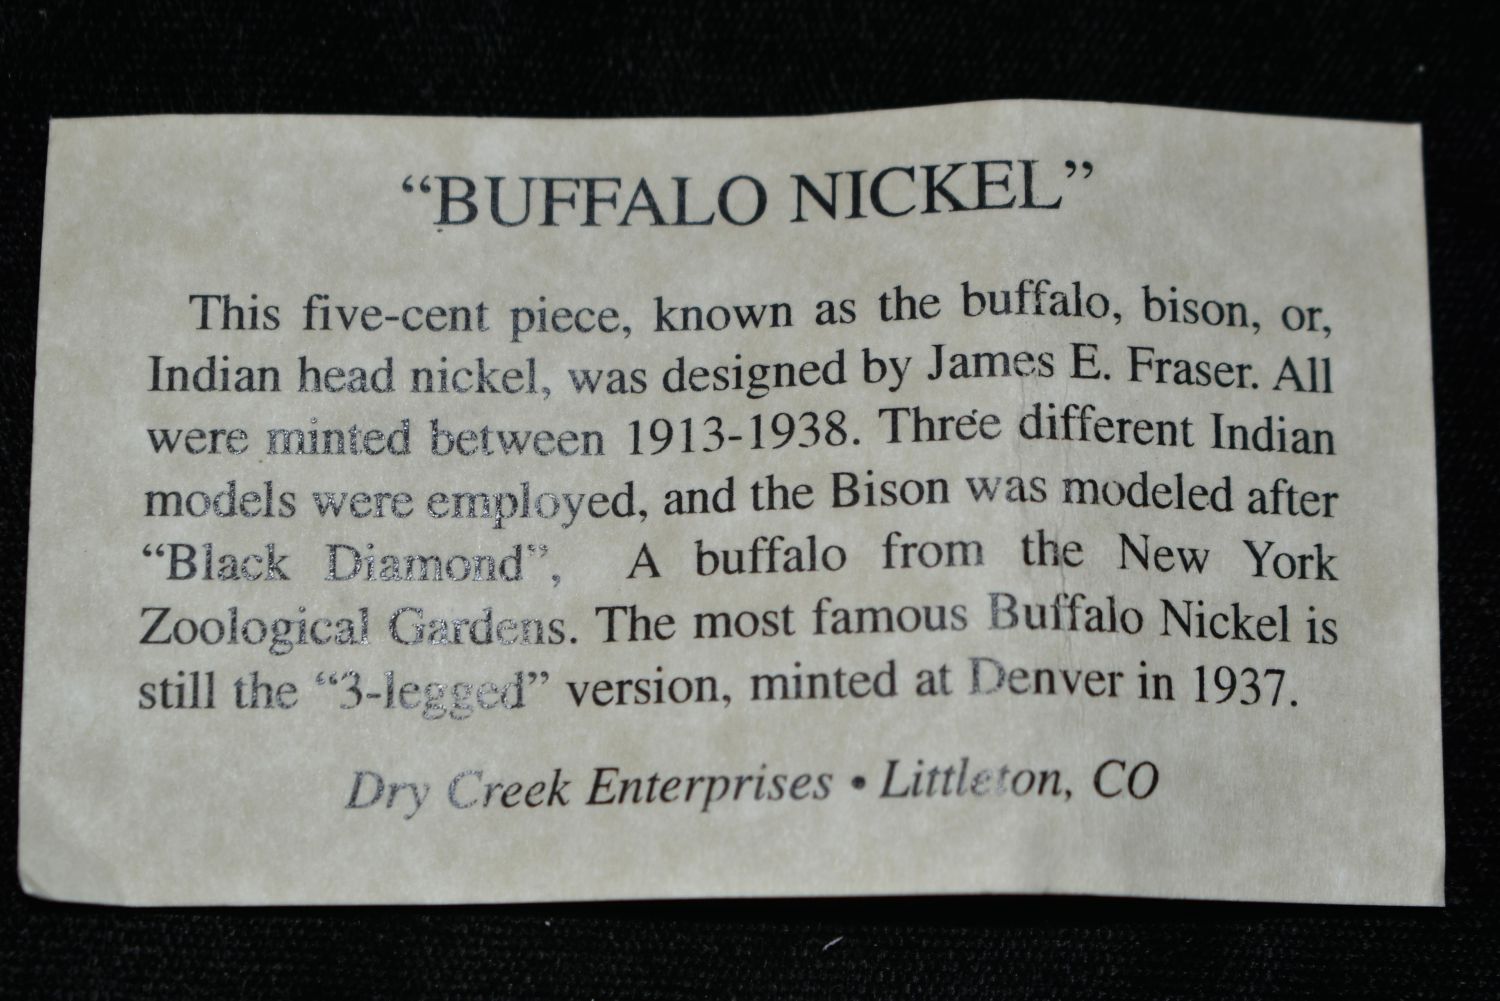 “BUFFALO NICKEL”
This five-cent piece, known as the buffalo, bison, or,
Indian head nickel, was designed by James E. Fraser. All
were minted between 1913-1938. Three different Indian
models were employed, and the Bison was modeled after
“Black Diamond”, A buffalo from the New York
Zoological Gardens. The most famous Buffalo Nickel is
still the “3-legged” version, minted at Denver in 1937.
Dry Creek Enterprises • Littleton, CO